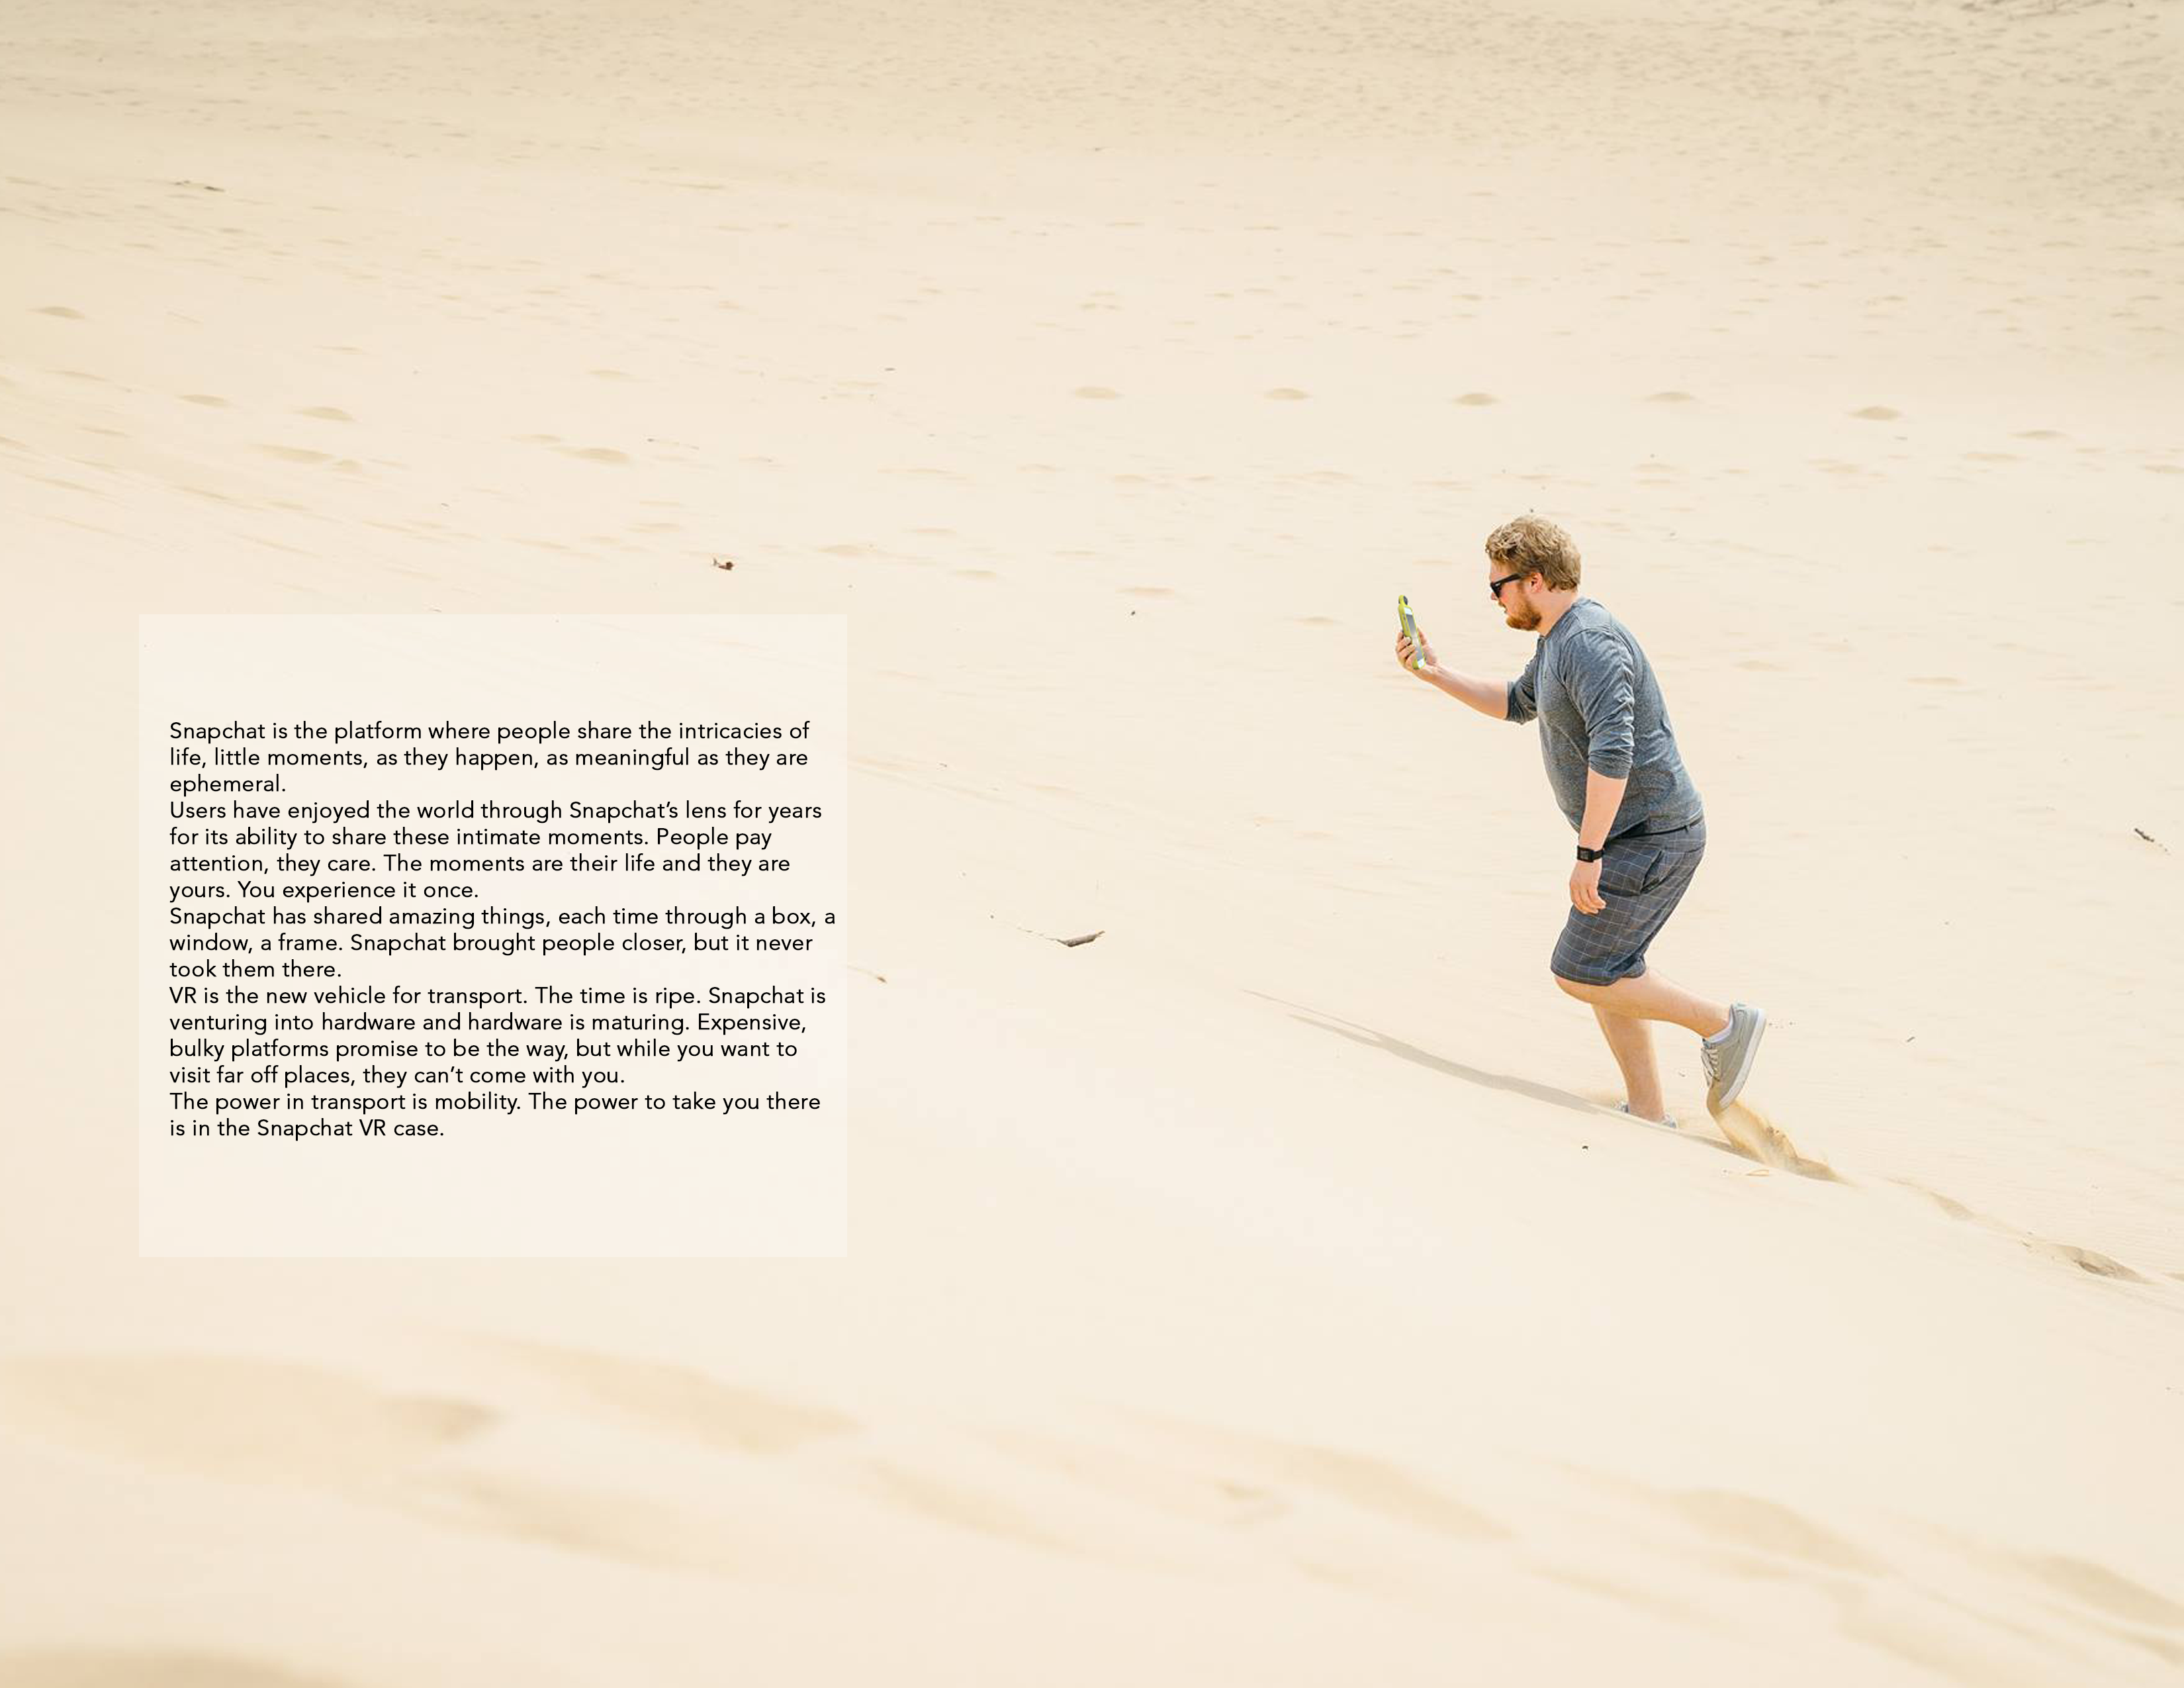 Snapchat is the platform where people share the intricacies of
life, little moments, as they happen, as meaningful as they are
ephemeral.
Users have enjoyed the world through Snapchat’s lens for years
for its ability to share these intimate moments. People pay
attention, they care. The moments are their life and they are
yours. You experience it once.
Snapchat has shared amazing things, each time through a box, a
window, a frame. Snapchat brought people closer, but it never
took them there.
VR is the new vehicle for transport. The time is ripe. Snapchat is
venturing into hardware and hardware is maturing. Expensive,
bulky platforms promise to be the way, but while you want to
visit far off places, they can’t come with you.
The power in transport is mobility. The power to take you there
is in the Snapchat VR case.